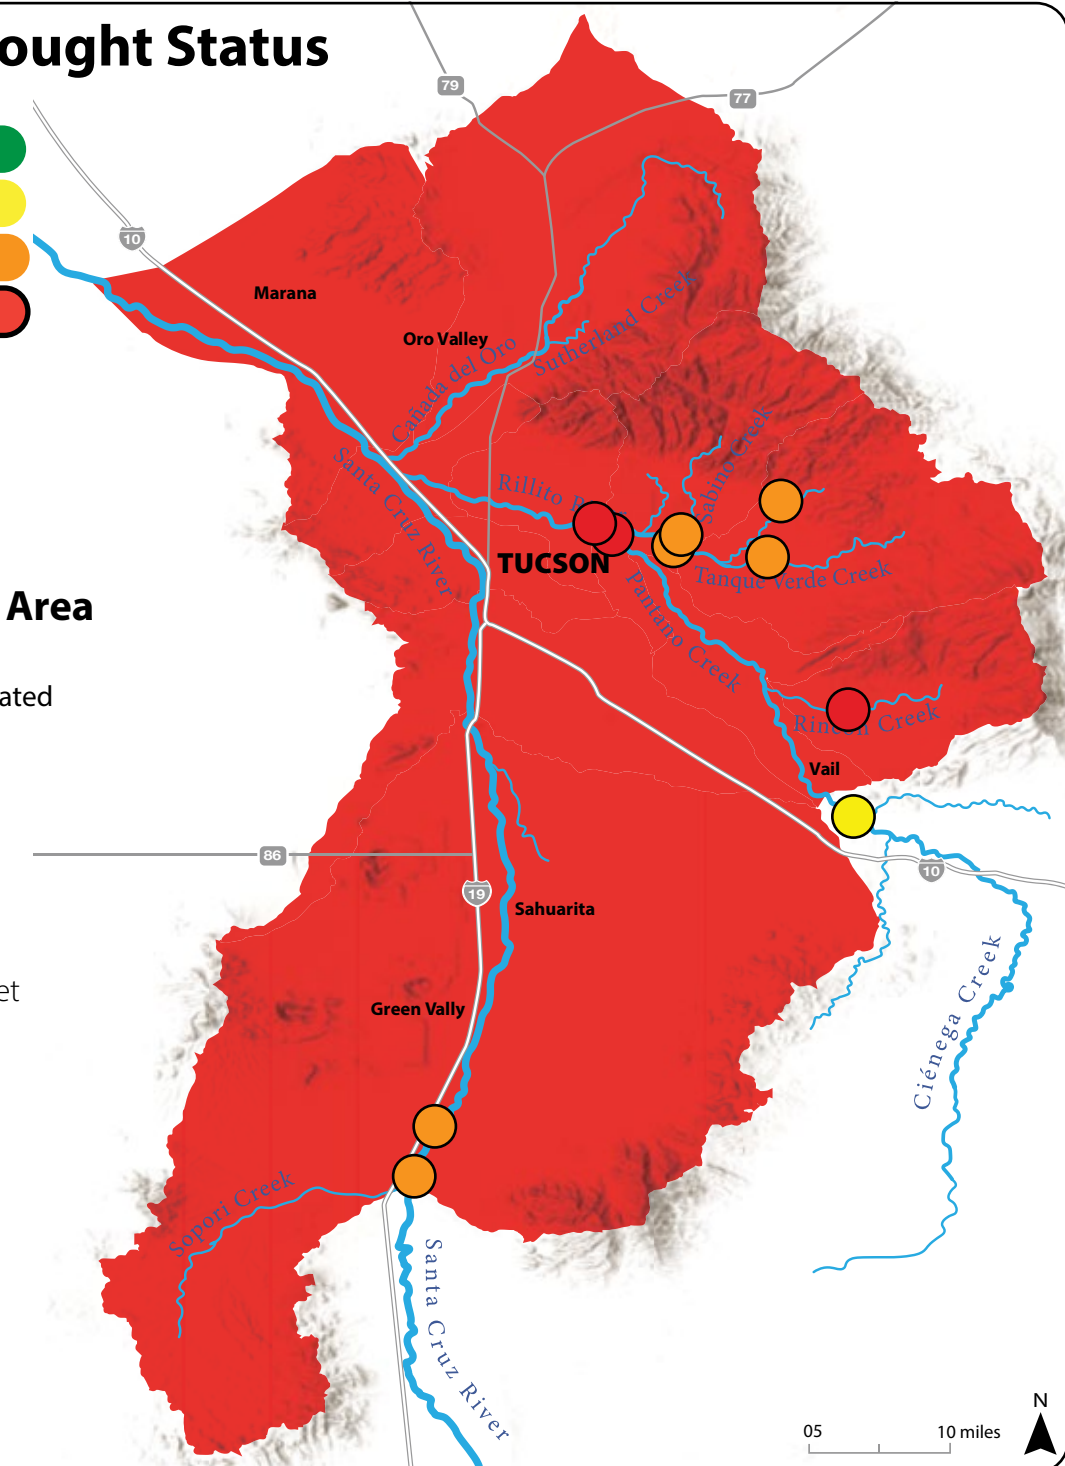 ought Status
79
77
10
Marana
Oro Valley
Sutherland Creek
Cañada del Oro
Santa Cruz River
Sabino Creek
Rillito
TUCSON
Tanque Verde Creek
Pantano Creek
Area
ated
Rincon Creek
Vail
86
10
19
Sahuarita
Ciénega Creek
et
Green Vally
Sopori Creek
Santa Cruz River
N
05 10 miles